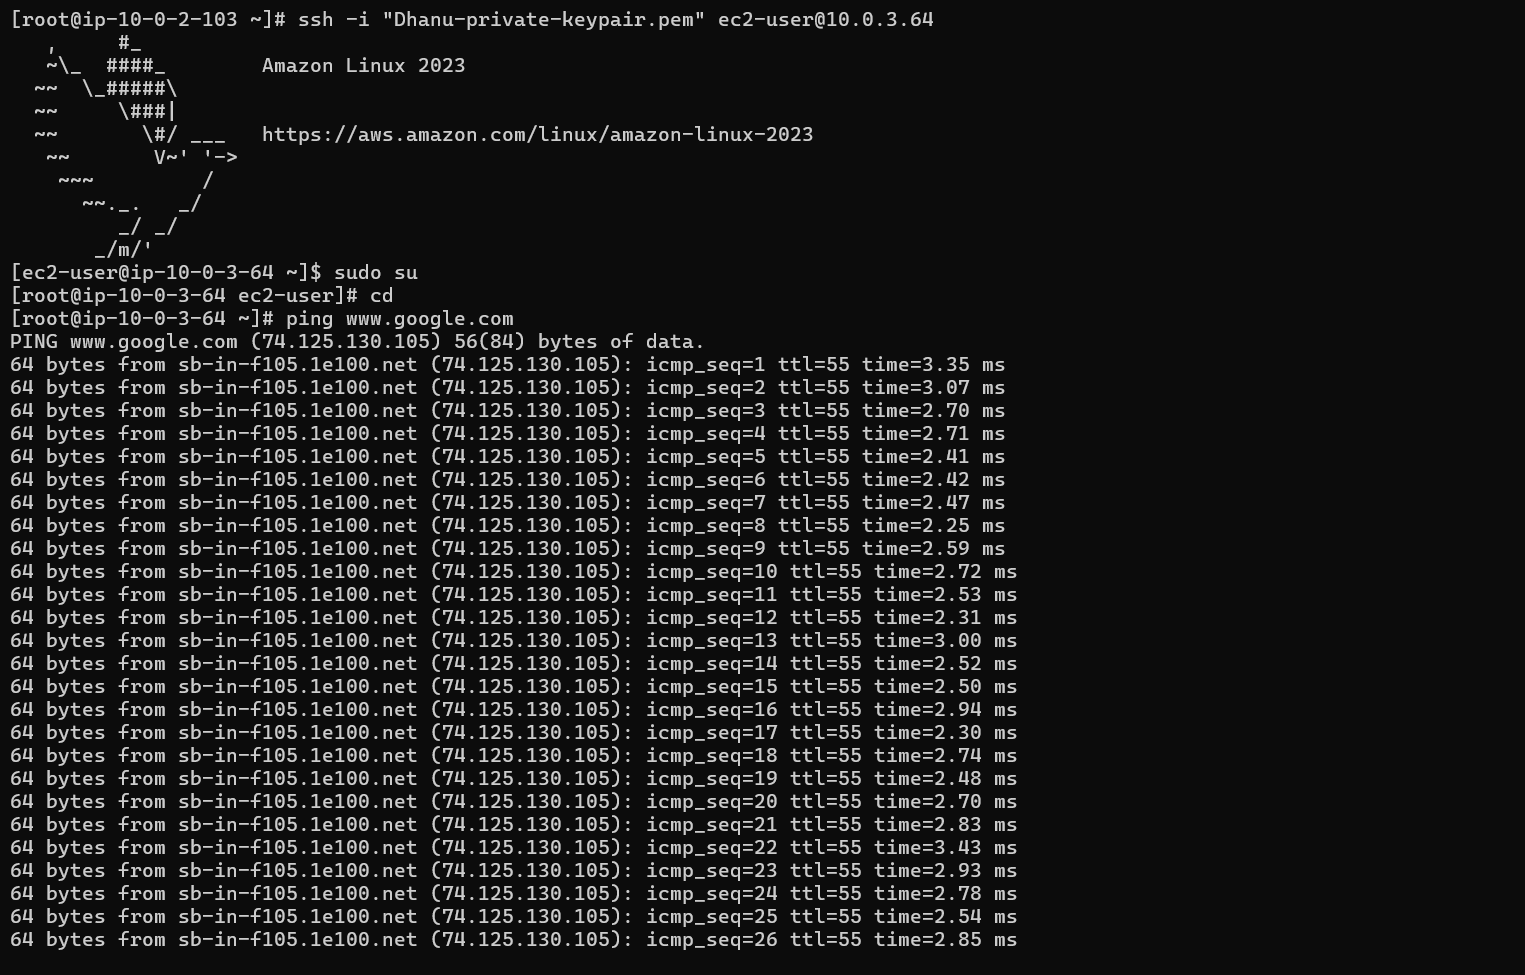 [root@ip-10-0-2-103 ~]# ssh -i "Dhanu-private-keypair.pem" ec2-user@10.0.3.64
   ,     #_
   ~\_  ####_        Amazon Linux 2023
  ~~  \_#####\
  ~~     \###|
  ~~       \#/ ___   https://aws.amazon.com/linux/amazon-linux-2023
   ~~       V~' '->
    ~~~         /
      ~~._.   _/
         _/ _/
       _/m/'
[ec2-user@ip-10-0-3-64 ~]$ sudo su
[root@ip-10-0-3-64 ec2-user]# cd
[root@ip-10-0-3-64 ~]# ping www.google.com
PING www.google.com (74.125.130.105) 56(84) bytes of data.
64 bytes from sb-in-f105.1e100.net (74.125.130.105): icmp_seq=1 ttl=55 time=3.35 ms
64 bytes from sb-in-f105.1e100.net (74.125.130.105): icmp_seq=2 ttl=55 time=3.07 ms
64 bytes from sb-in-f105.1e100.net (74.125.130.105): icmp_seq=3 ttl=55 time=2.70 ms
64 bytes from sb-in-f105.1e100.net (74.125.130.105): icmp_seq=4 ttl=55 time=2.71 ms
64 bytes from sb-in-f105.1e100.net (74.125.130.105): icmp_seq=5 ttl=55 time=2.41 ms
64 bytes from sb-in-f105.1e100.net (74.125.130.105): icmp_seq=6 ttl=55 time=2.42 ms
64 bytes from sb-in-f105.1e100.net (74.125.130.105): icmp_seq=7 ttl=55 time=2.47 ms
64 bytes from sb-in-f105.1e100.net (74.125.130.105): icmp_seq=8 ttl=55 time=2.25 ms
64 bytes from sb-in-f105.1e100.net (74.125.130.105): icmp_seq=9 ttl=55 time=2.59 ms
64 bytes from sb-in-f105.1e100.net (74.125.130.105): icmp_seq=10 ttl=55 time=2.72 ms
64 bytes from sb-in-f105.1e100.net (74.125.130.105): icmp_seq=11 ttl=55 time=2.53 ms
64 bytes from sb-in-f105.1e100.net (74.125.130.105): icmp_seq=12 ttl=55 time=2.31 ms
64 bytes from sb-in-f105.1e100.net (74.125.130.105): icmp_seq=13 ttl=55 time=3.00 ms
64 bytes from sb-in-f105.1e100.net (74.125.130.105): icmp_seq=14 ttl=55 time=2.52 ms
64 bytes from sb-in-f105.1e100.net (74.125.130.105): icmp_seq=15 ttl=55 time=2.50 ms
64 bytes from sb-in-f105.1e100.net (74.125.130.105): icmp_seq=16 ttl=55 time=2.94 ms
64 bytes from sb-in-f105.1e100.net (74.125.130.105): icmp_seq=17 ttl=55 time=2.30 ms
64 bytes from sb-in-f105.1e100.net (74.125.130.105): icmp_seq=18 ttl=55 time=2.74 ms
64 bytes from sb-in-f105.1e100.net (74.125.130.105): icmp_seq=19 ttl=55 time=2.48 ms
64 bytes from sb-in-f105.1e100.net (74.125.130.105): icmp_seq=20 ttl=55 time=2.70 ms
64 bytes from sb-in-f105.1e100.net (74.125.130.105): icmp_seq=21 ttl=55 time=2.83 ms
64 bytes from sb-in-f105.1e100.net (74.125.130.105): icmp_seq=22 ttl=55 time=3.43 ms
64 bytes from sb-in-f105.1e100.net (74.125.130.105): icmp_seq=23 ttl=55 time=2.93 ms
64 bytes from sb-in-f105.1e100.net (74.125.130.105): icmp_seq=24 ttl=55 time=2.78 ms
64 bytes from sb-in-f105.1e100.net (74.125.130.105): icmp_seq=25 ttl=55 time=2.54 ms
64 bytes from sb-in-f105.1e100.net (74.125.130.105): icmp_seq=26 ttl=55 time=2.85 ms